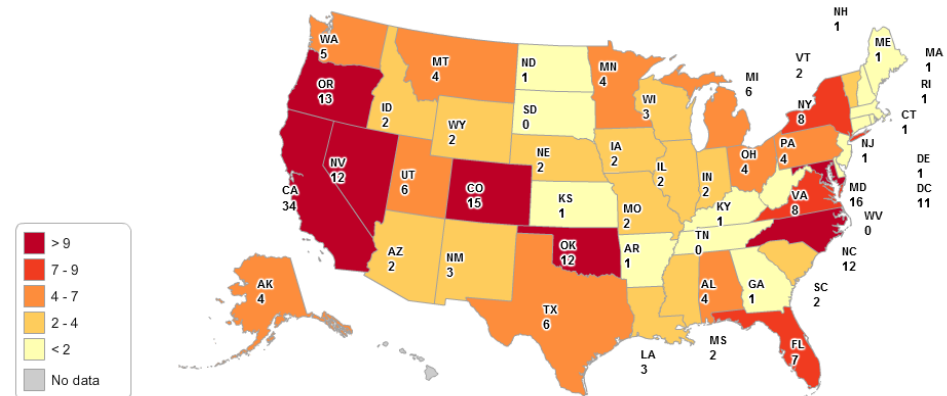 NH
1
ME
1
MA
1
VT
2
RI
1
WA
5
MT
4
ND
1
MN
4
MI
6
OR
13
ID
2
SD
0
WI
3
NY
8
CT
1
WY
2
NJ
1
NE
2
IA
2
IL
2
IN
2
OH
4
PA
4
DE
1
NV
12
UT
6
CO
15
CA
34
KS
1
MO
2
KY
1
VA
8
MD
16
DC
11
WV
0
AZ
2
NM
3
OK
12
AR
1
TN
0
NC
12
> 9
7 - 9
4 - 7
2 - 4
< 2
No data
AK
4
TX
6
LA
3
MS
2
AL
4
GA
1
SC
2
FL
7